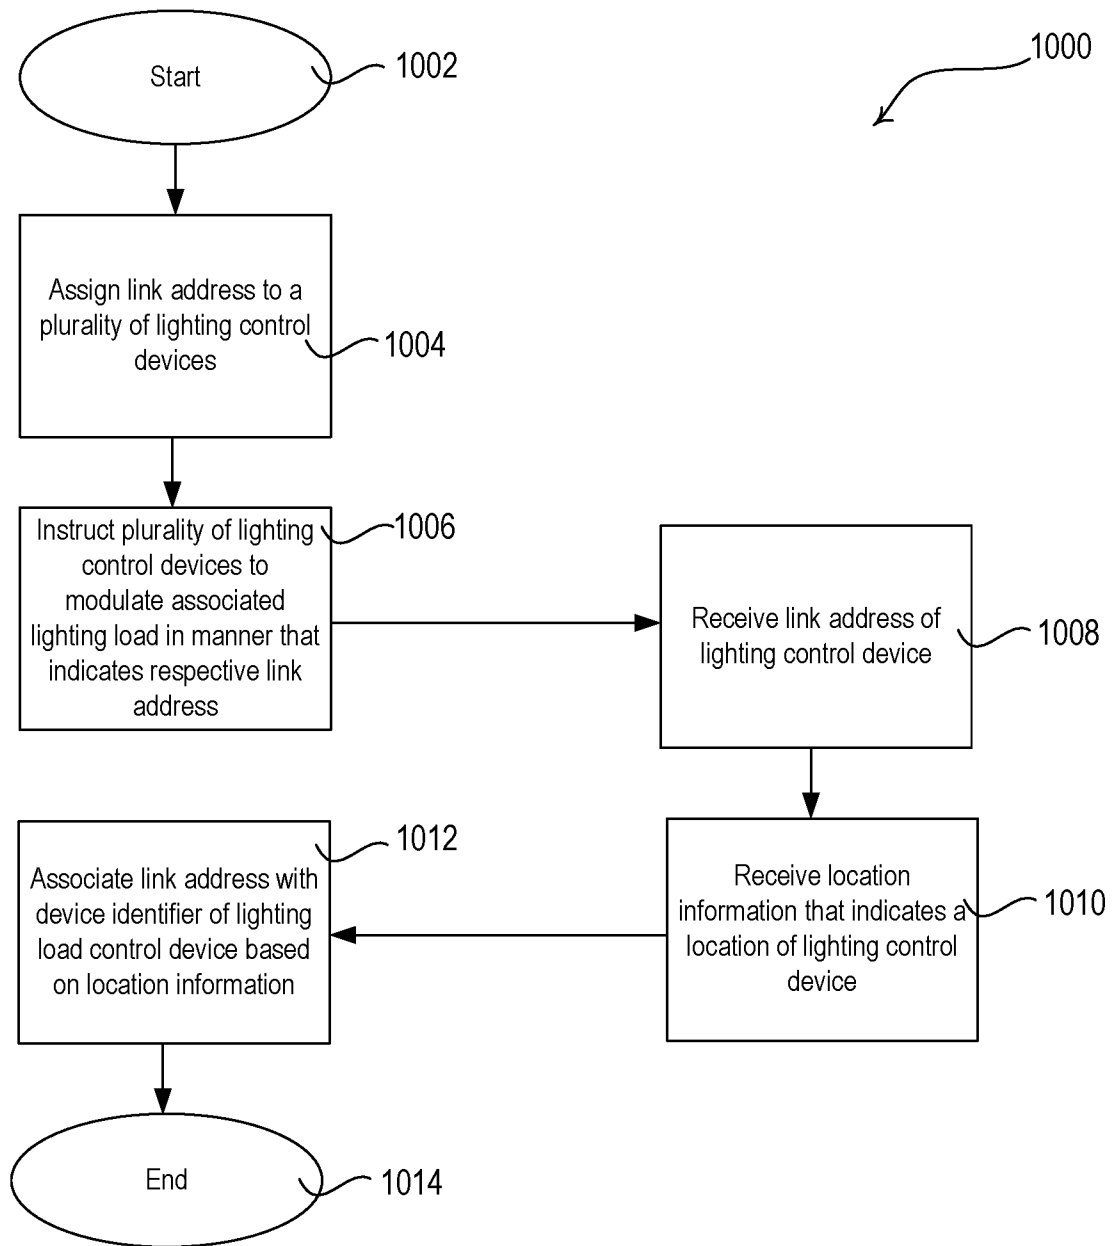 Start
1002
1000
Assign link address to a
plurality of lighting control
devices
1004
Instruct plurality of lighting
control devices to
modulate associated
lighting load in manner that
indicates respective link
address
1006
Receive link address of
lighting control device
1008
Receive location
information that indicates a
location of lighting control
device
1010
Associate link address with
device identifier of lighting
load control device based
on location information
1012
End
1014